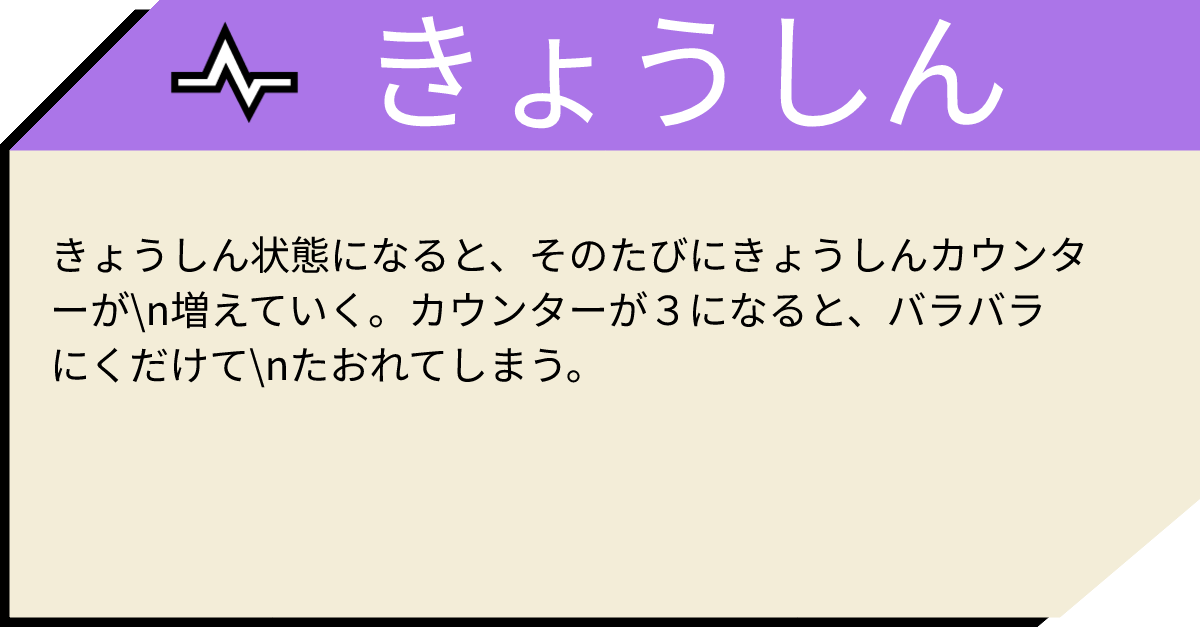 きょうしん
きょうしん状態になると、そのたびにきょうしんカウンタ
ーが\n増えていく。カウンターが３になると、バラバラ
にくだけて\nたおれてしまう。